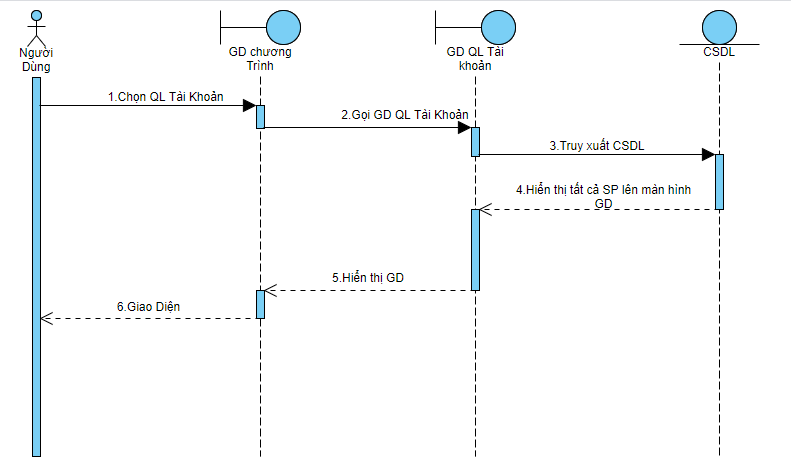 Người
Dùng
GD chương
Trình
GD QL Tài
khoản
CSDL
1.Chọn QL Tài Khoản
2.Gọi GD QL Tài Khoản
3.Truy xuất CSDL
4.Hiển thị tất cả SP lên màn hình
GD
5.Hiển thị GD
6.Giao Diện